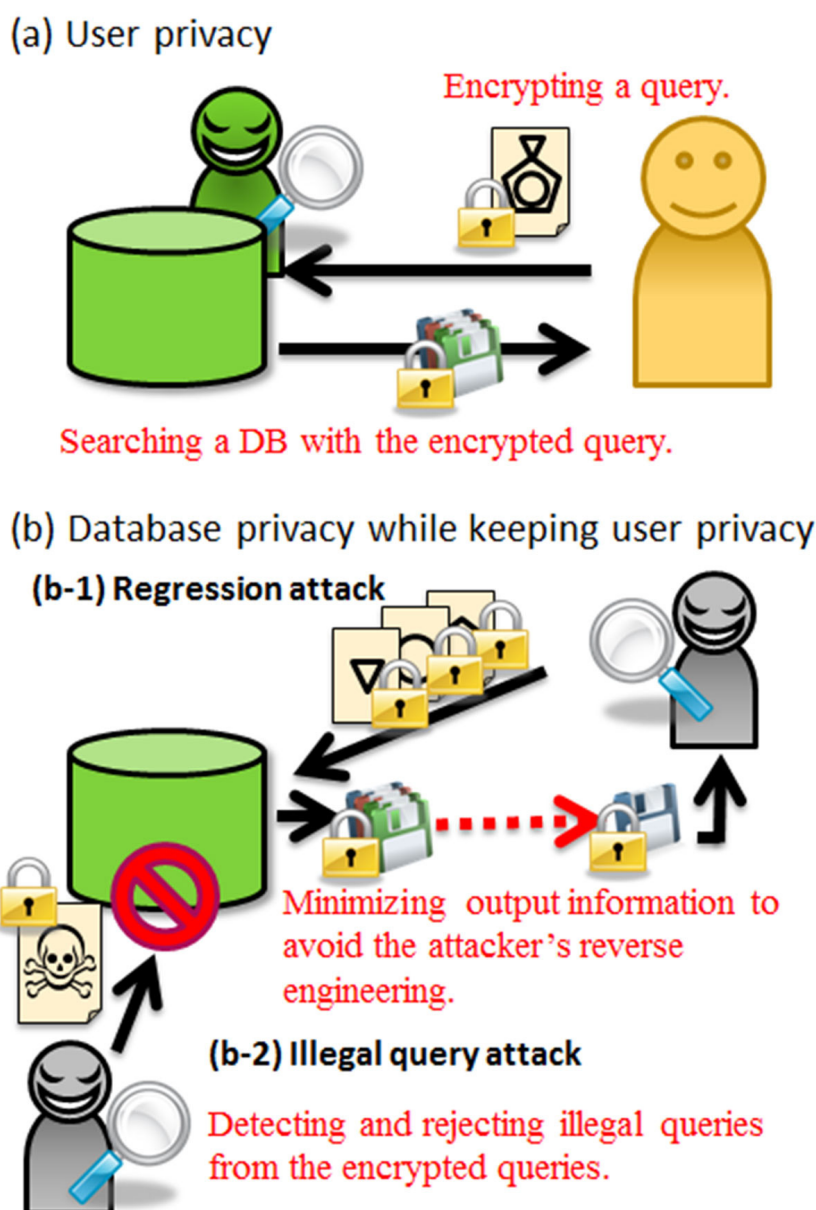 (a) User privacy
Encrypting a query.
Searching a DB with the encrypted query.
(b) Database privacy while keeping user privacy
(b-1) Regression attack
Minimizing output information to
avoid the attacker’s reverse
engineering.
(b-2) Illegal query attack
Detecting and rejecting illegal queries
from the encrypted queries.